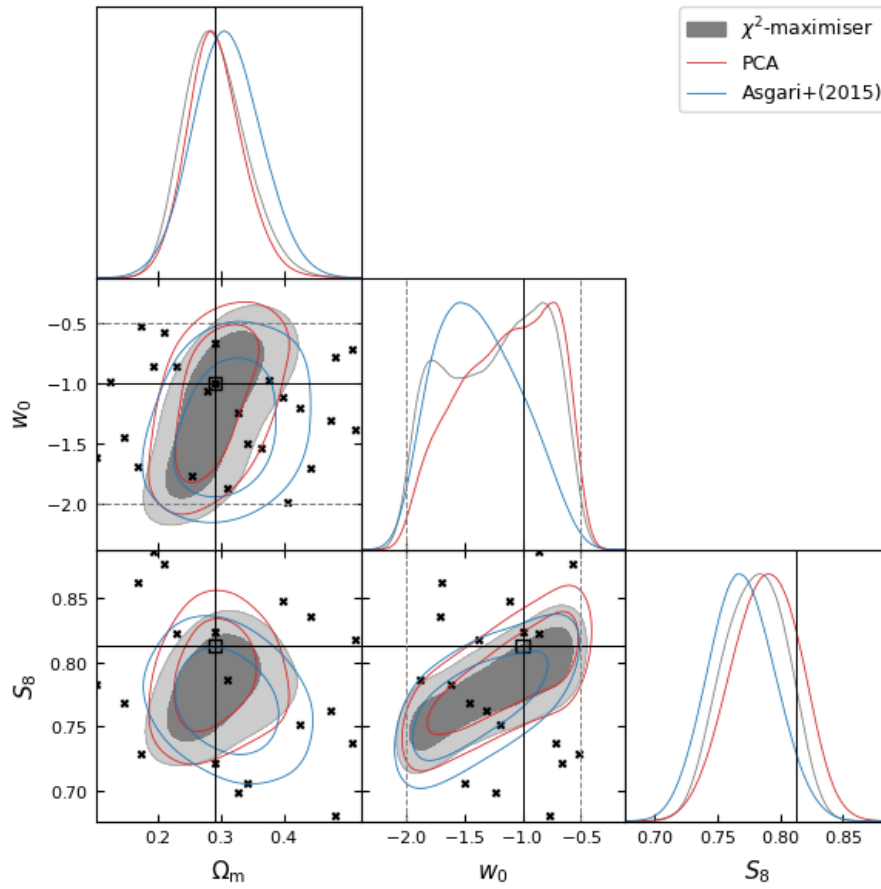 χ²-maximiser
PCA
Asgari+(2015)
w₀
−0.5
−1.0
−1.5
−2.0
S₈
0.85
0.80
0.75
0.70
0.2 0.3 0.4
−2.0 −1.5 −1.0 −0.5
0.70 0.75 0.80 0.85
Ωₘ w₀ S₈